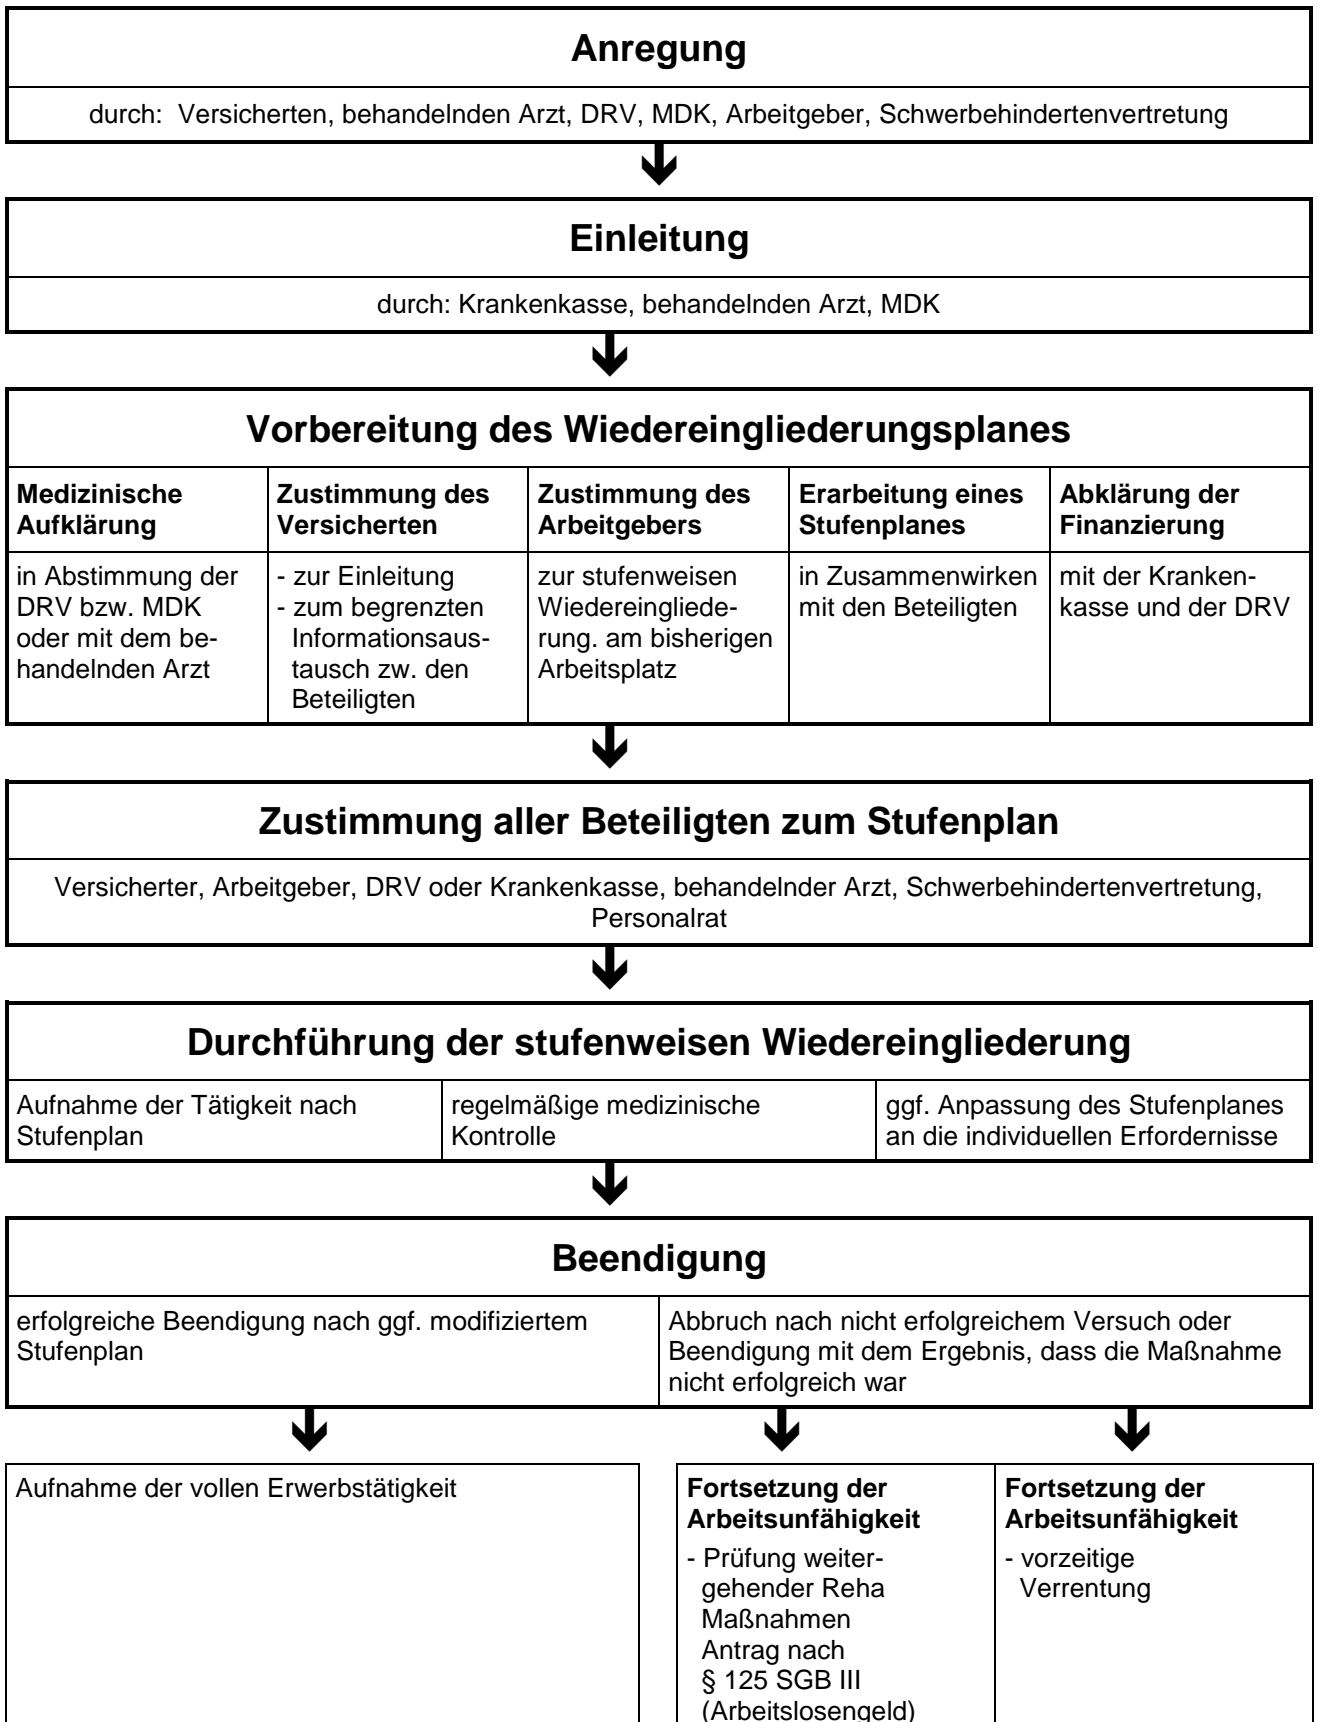 Anregung
durch:  Versicherten, behandelnden Arzt, DRV, MDK, Arbeitgeber, Schwerbehindertenvertretung
Einleitung
durch: Krankenkasse, behandelnden Arzt, MDK
Vorbereitung des Wiedereingliederungsplanes
Medizinische
Aufklärung
in Abstimmung der
DRV bzw. MDK
oder mit dem be-
handelnden Arzt
Zustimmung des
Versicherten
- zur Einleitung
- zum begrenzten
Informationsaus-
tausch zw. den
Beteiligten
Zustimmung des
Arbeitgebers
zur stufenweisen
Wiedereingliede-
rung. am bisherigen
Arbeitsplatz
Erarbeitung eines
Stufenplanes
in Zusammenwirken
mit den Beteiligten
Abklärung der
Finanzierung
mit der Kranken-
kasse und der DRV
Zustimmung aller Beteiligten zum Stufenplan
Versicherter, Arbeitgeber, DRV oder Krankenkasse, behandelnder Arzt, Schwerbehindertenvertretung,
Personalrat
Durchführung der stufenweisen Wiedereingliederung
Aufnahme der Tätigkeit nach
Stufenplan
regelmäßige medizinische
Kontrolle
ggf. Anpassung des Stufenplanes
an die individuellen Erfordernisse
Beendigung
erfolgreiche Beendigung nach ggf. modifiziertem
Stufenplan
Abbruch nach nicht erfolgreichem Versuch oder
Beendigung mit dem Ergebnis, dass die Maßnahme
nicht erfolgreich war
Aufnahme der vollen Erwerbstätigkeit
Fortsetzung der
Arbeitsunfähigkeit
- Prüfung weiter-
gehender Reha
Maßnahmen
Antrag nach
§ 125 SGB III
(Arbeitslosengeld)
Fortsetzung der
Arbeitsunfähigkeit
- vorzeitige
Verrentung